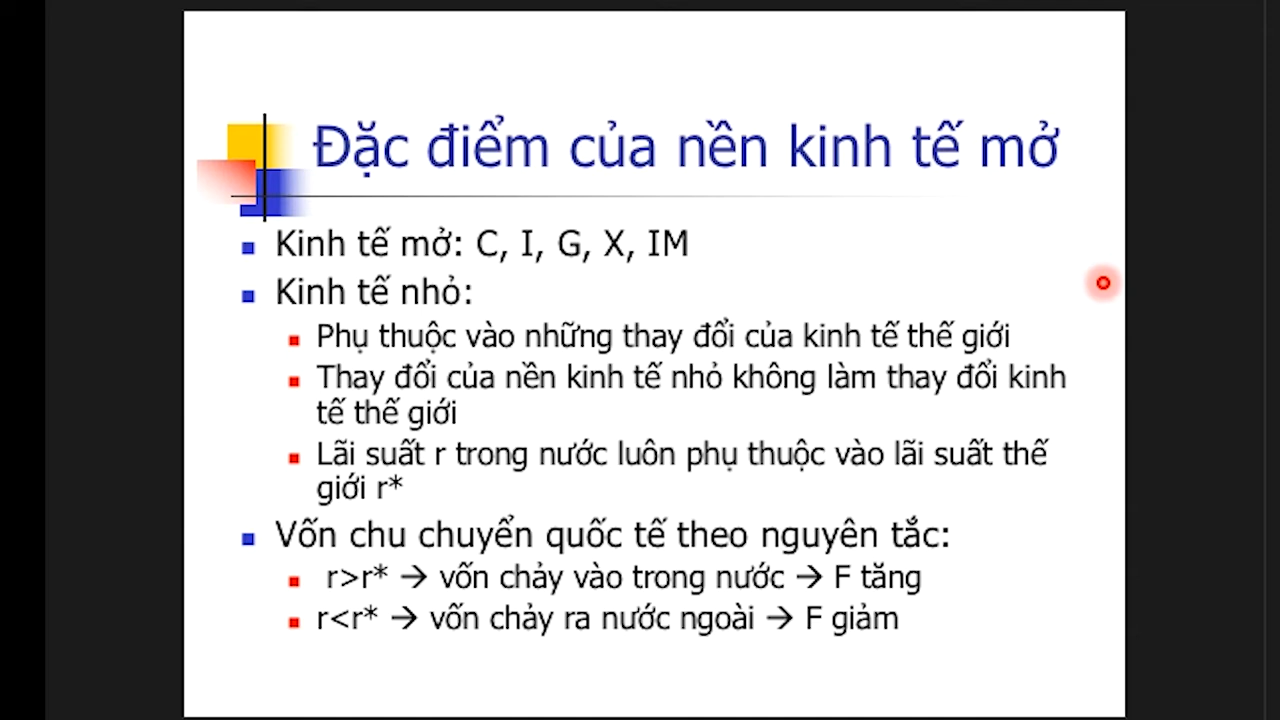 Đặc điểm của nền kinh tế mở
Kinh tế mở: C, I, G, X, IM
Kinh tế nhỏ:
Phụ thuộc vào những thay đổi của kinh tế thế giới
Thay đổi của nền kinh tế nhỏ không làm thay đổi kinh
tế thế giới
Lãi suất r trong nước luôn phụ thuộc vào lãi suất thế
giới r*
Vốn chu chuyển quốc tế theo nguyên tắc:
r>r* → vốn chảy vào trong nước → F tăng
r<r* → vốn chảy ra nước ngoài → F giảm